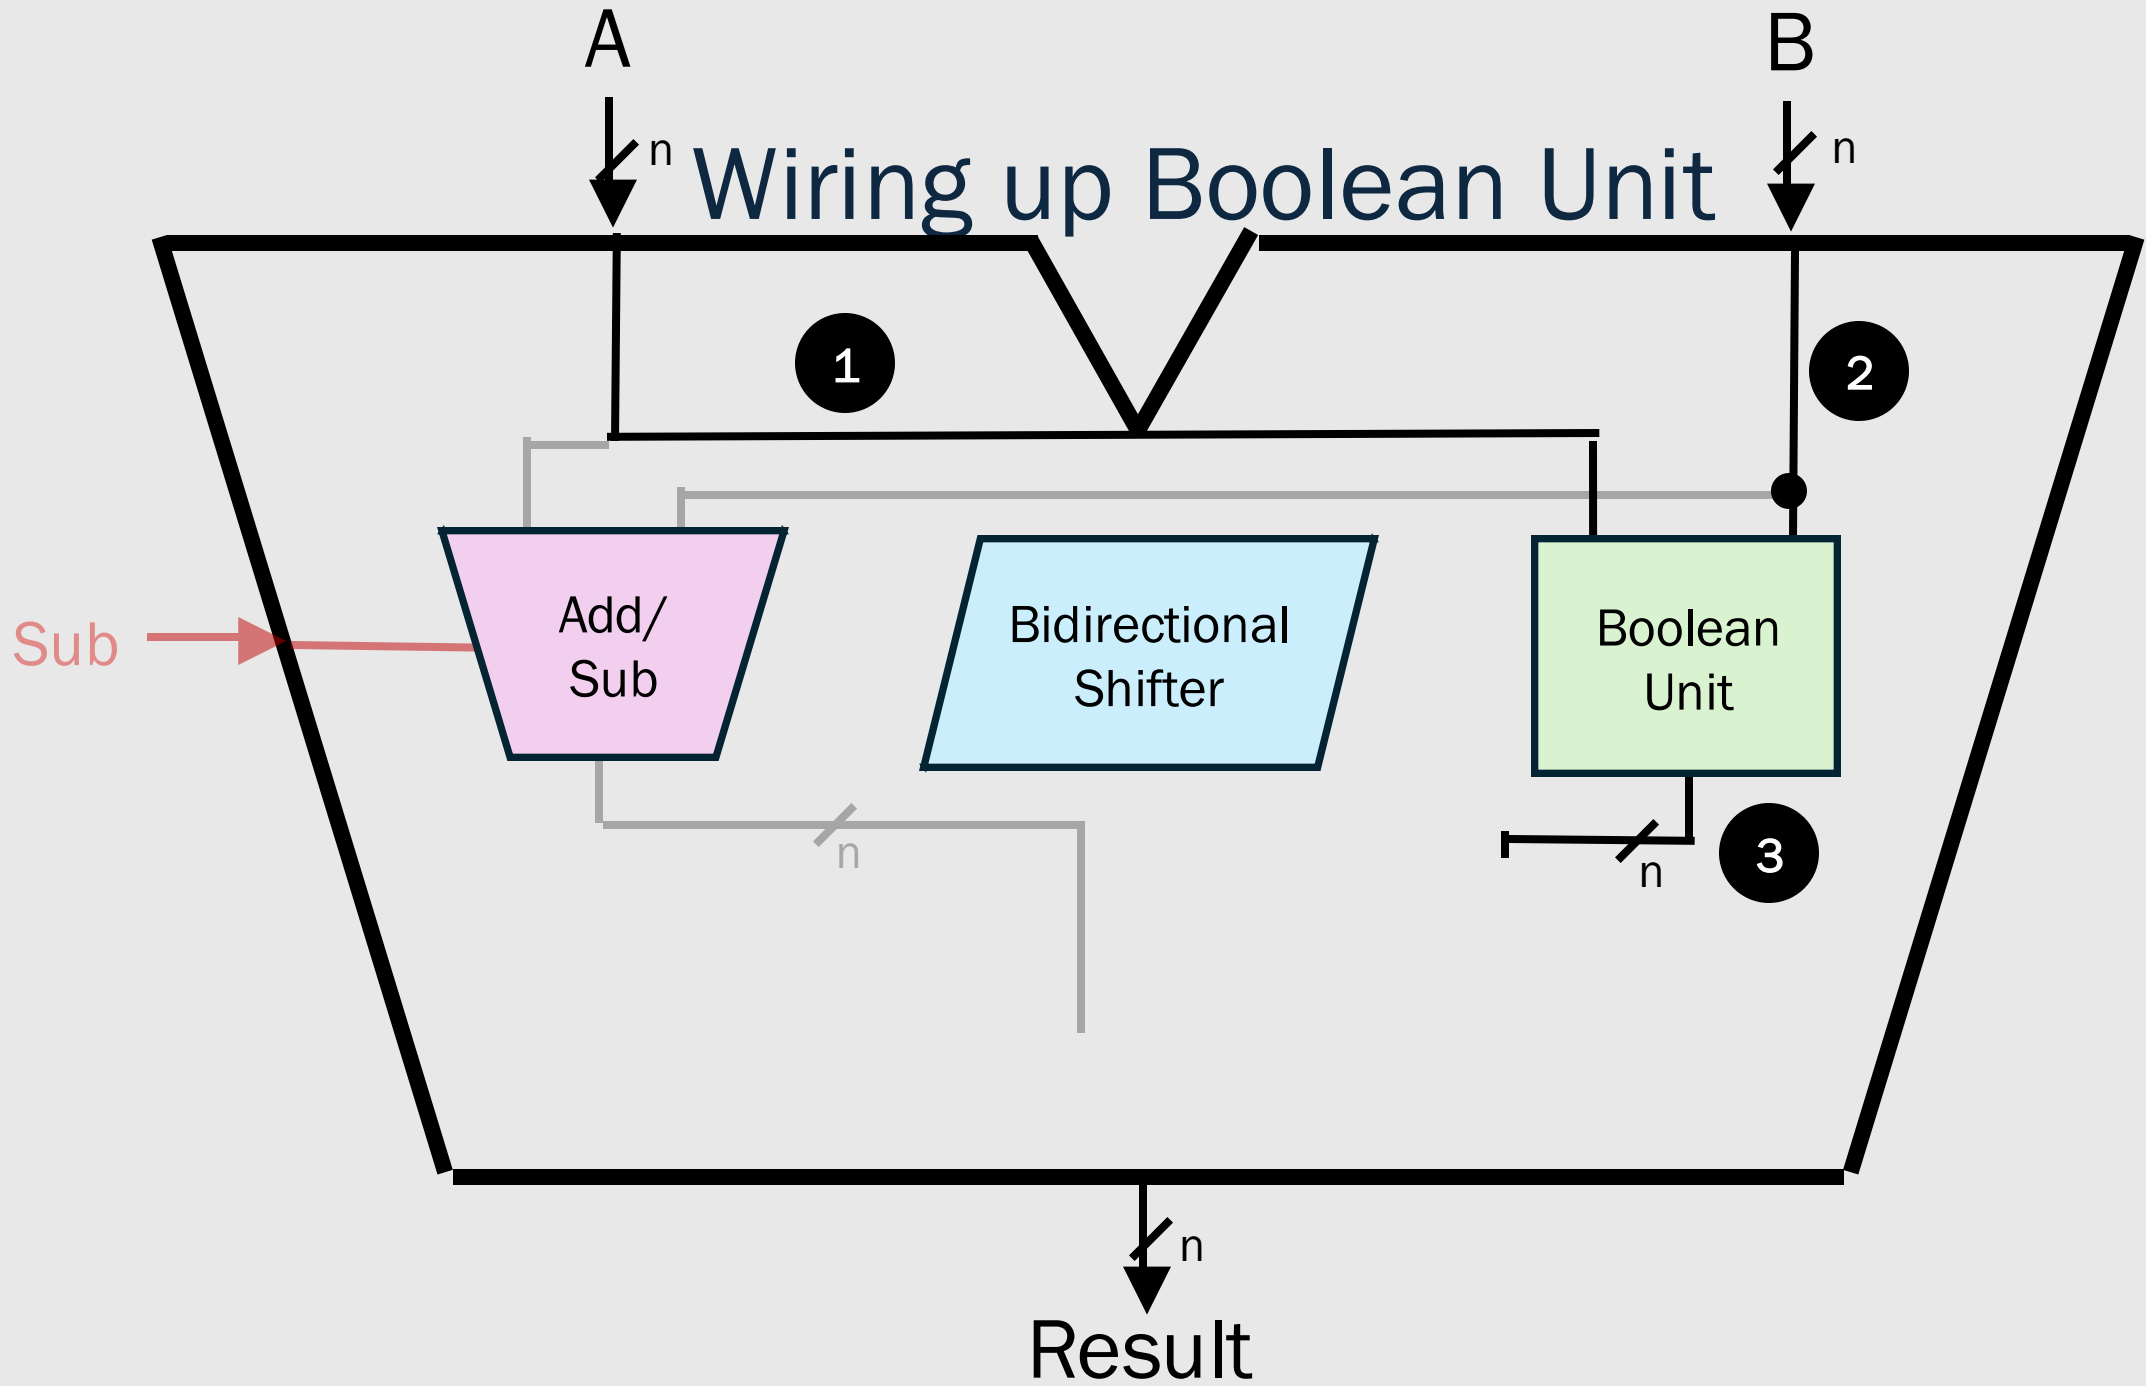 A
B
n
n
Wiring up Boolean Unit
1
2
Sub
Add/
Sub
Bidirectional
Shifter
Boolean
Unit
n
n
3
n
Result